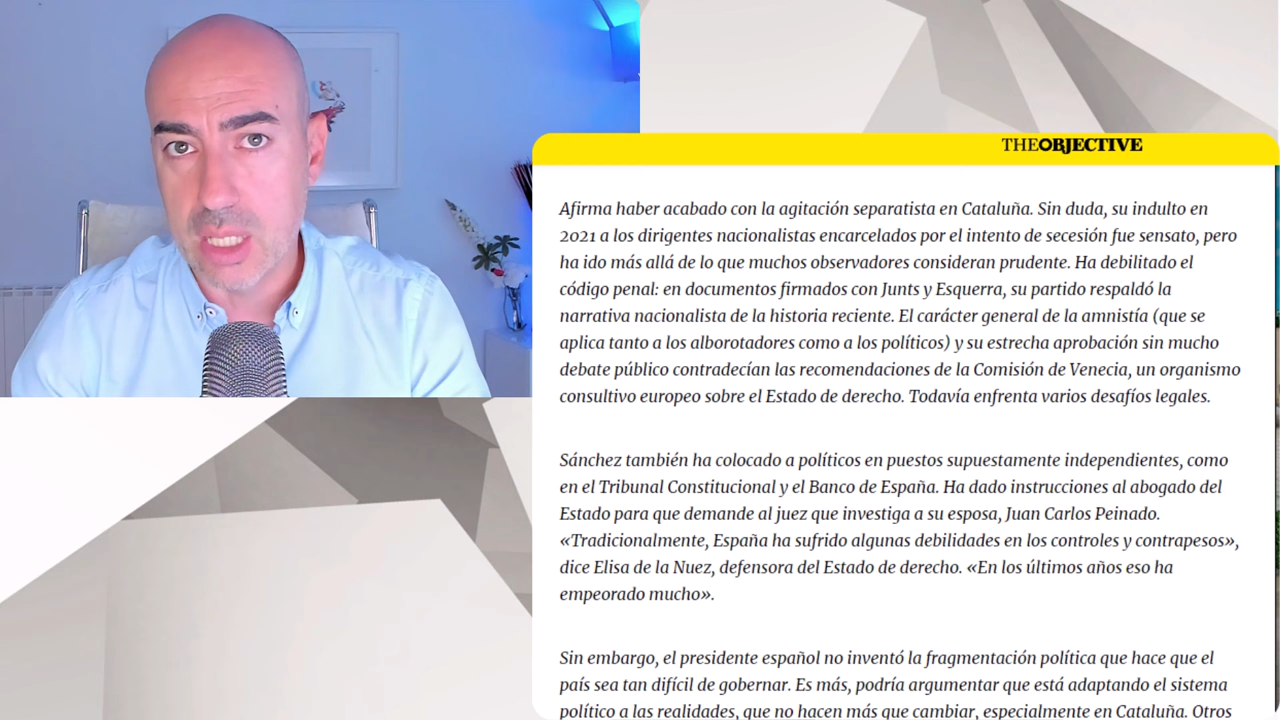 THEOBJECTIVE
Afirma haber acabado con la agitación separatista en Cataluña. Sin duda, su indulto en
2021 a los dirigentes nacionalistas encarcelados por el intento de secesión fue sensato, pero
ha ido más allá de lo que muchos observadores consideran prudente. Ha debilitado el
código penal: en documentos firmados con Junts y Esquerra, su partido respaldó la
narrativa nacionalista de la historia reciente. El carácter general de la amnistía (que se
aplica tanto a los alborotadores como a los políticos) y su estrecha aprobación sin mucho
debate público contradecían las recomendaciones de la Comisión de Venecia, un organismo
consultivo europeo sobre el Estado de derecho. Todavía enfrenta varios desafíos legales.
Sánchez también ha colocado a políticos en puestos supuestamente independientes, como
en el Tribunal Constitucional y el Banco de España. Ha dado instrucciones al abogado del
Estado para que demande al juez que investiga a su esposa, Juan Carlos Peinado.
«Tradicionalmente, España ha sufrido algunas debilidades en los controles y contrapesos»,
dice Elisa de la Nuez, defensora del Estado de derecho. «En los últimos años eso ha
empeorado mucho».
Sin embargo, el presidente español no inventó la fragmentación política que hace que el
país sea tan difícil de gobernar. Es más, podría argumentar que está adaptando el sistema
político a las realidades, que no hacen más que cambiar, especialmente en Cataluña. Otros